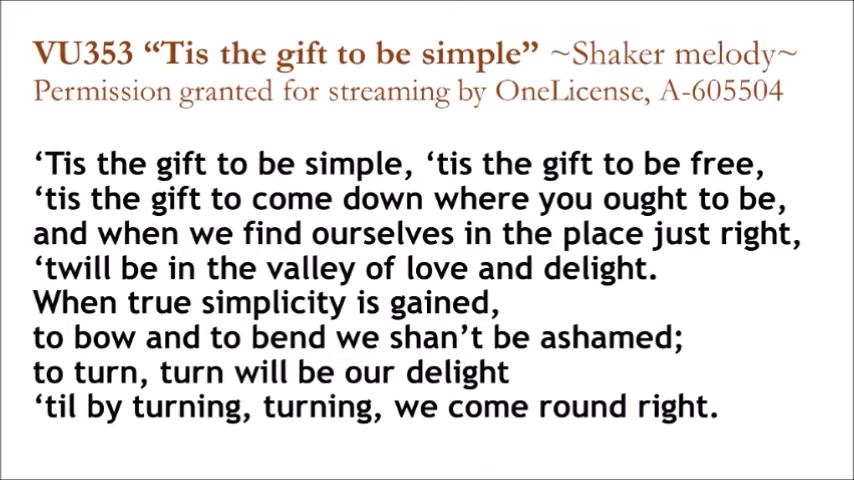 VU353 “Tis the gift to be simple” ~Shaker melody~
Permission granted for streaming by OneLicense, A-605504
‘Tis the gift to be simple, ‘tis the gift to be free,
‘tis the gift to come down where you ought to be,
and when we find ourselves in the place just right,
‘twill be in the valley of love and delight.
When true simplicity is gained,
to bow and to bend we shan’t be ashamed;
to turn, turn will be our delight
‘til by turning, turning, we come round right.